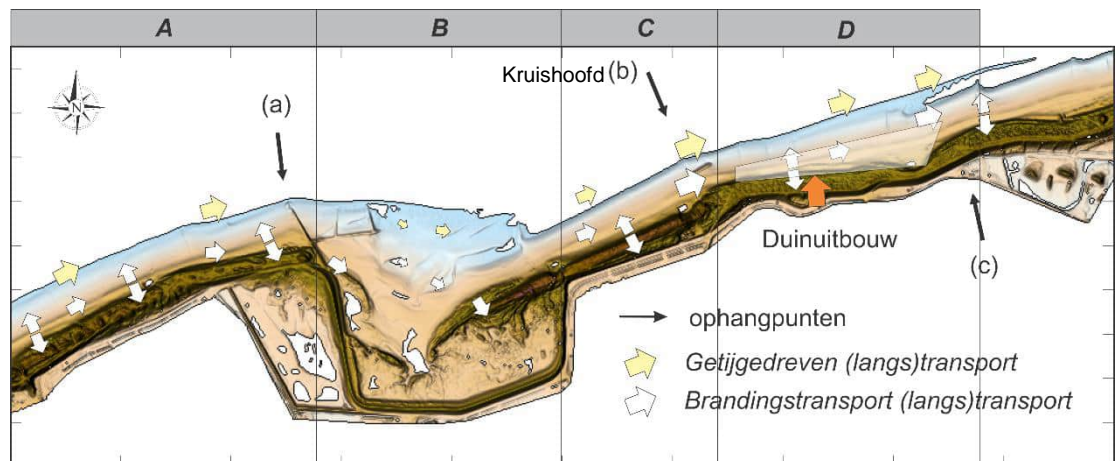 A B C D
N
(a)
Kruishoofd (b)
Duinuitbouw
(c)
ophangpunten
Getijgedreven (langs)transport
Brandingstransport (langs)transport